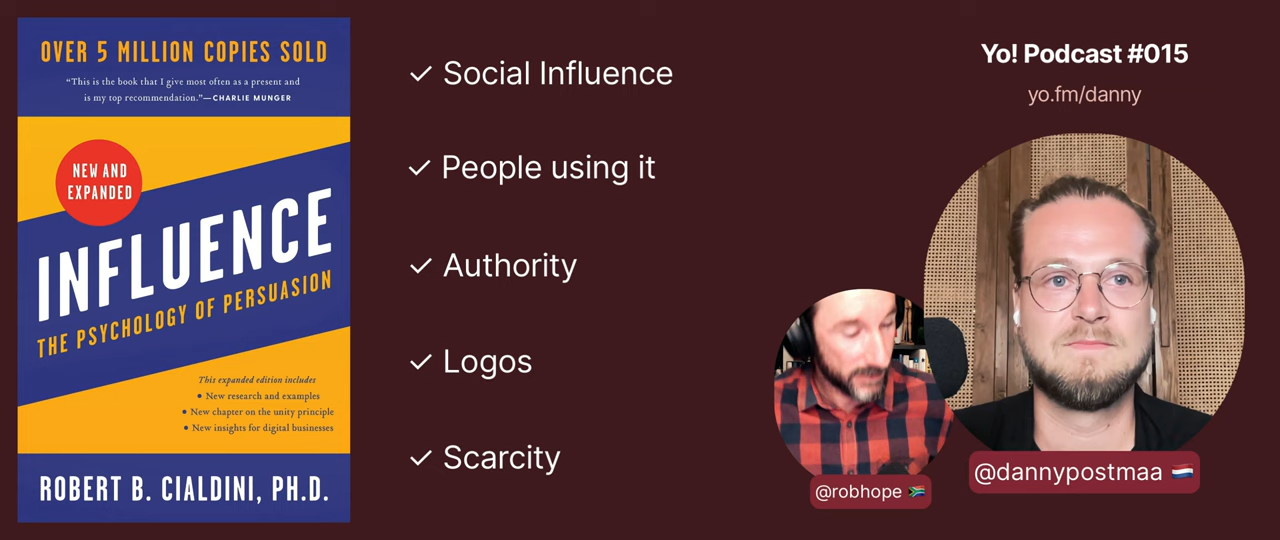 OVER 5 MILLION COPIES SOLD
“This is the book that I give most often as a present and
is my top recommendation.”—CHARLIE MUNGER
NEW AND
EXPANDED
INFLUENCE
THE PSYCHOLOGY OF PERSUASION
This expanded edition includes
• New research and examples
• New chapter on the unity principle
• New insights for digital businesses
ROBERT B. CIALDINI, PH.D.
✓ Social Influence
✓ People using it
✓ Authority
✓ Logos
✓ Scarcity
Yo! Podcast #015
yo.fm/danny
@robhope 🇿🇦
@dannypostmaa 🇳🇱